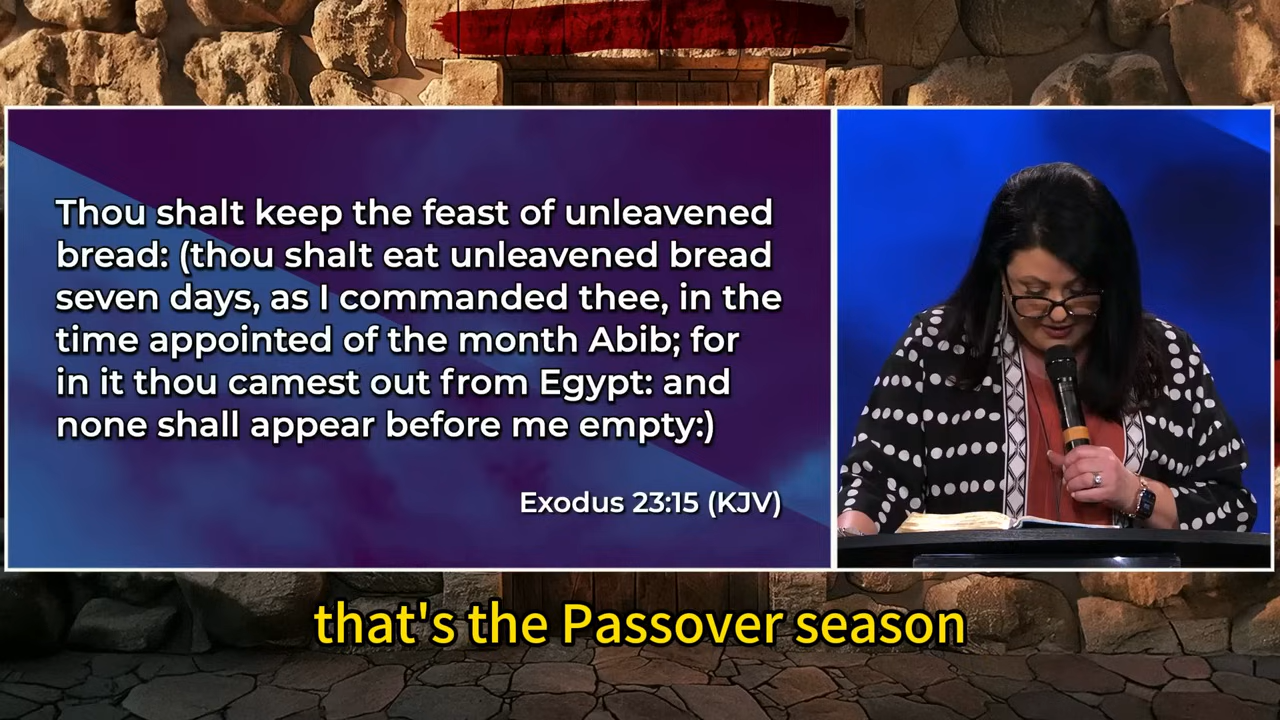 Thou shalt keep the feast of unleavened
bread: (thou shalt eat unleavened bread
seven days, as I commanded thee, in the
time appointed of the month Abib; for
in it thou camest out from Egypt: and
none shall appear before me empty:)
Exodus 23:15 (KJV)
that's the Passover season